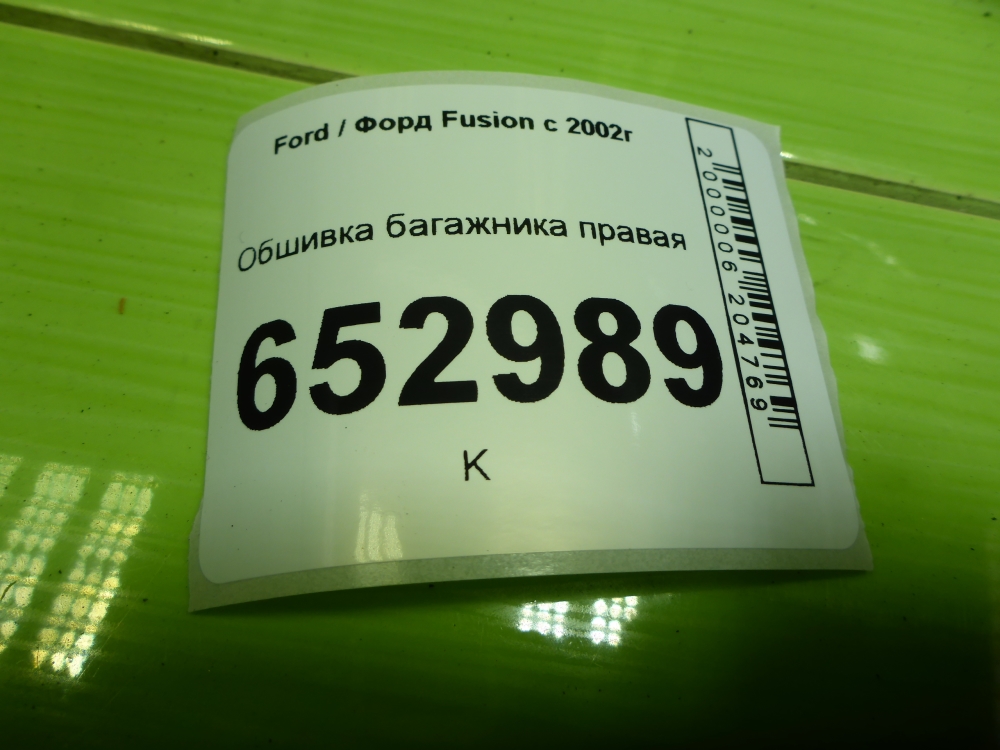 Ford / Форд Fusion с 2002г
Обшивка багажника правая
652989
К
2000006204769